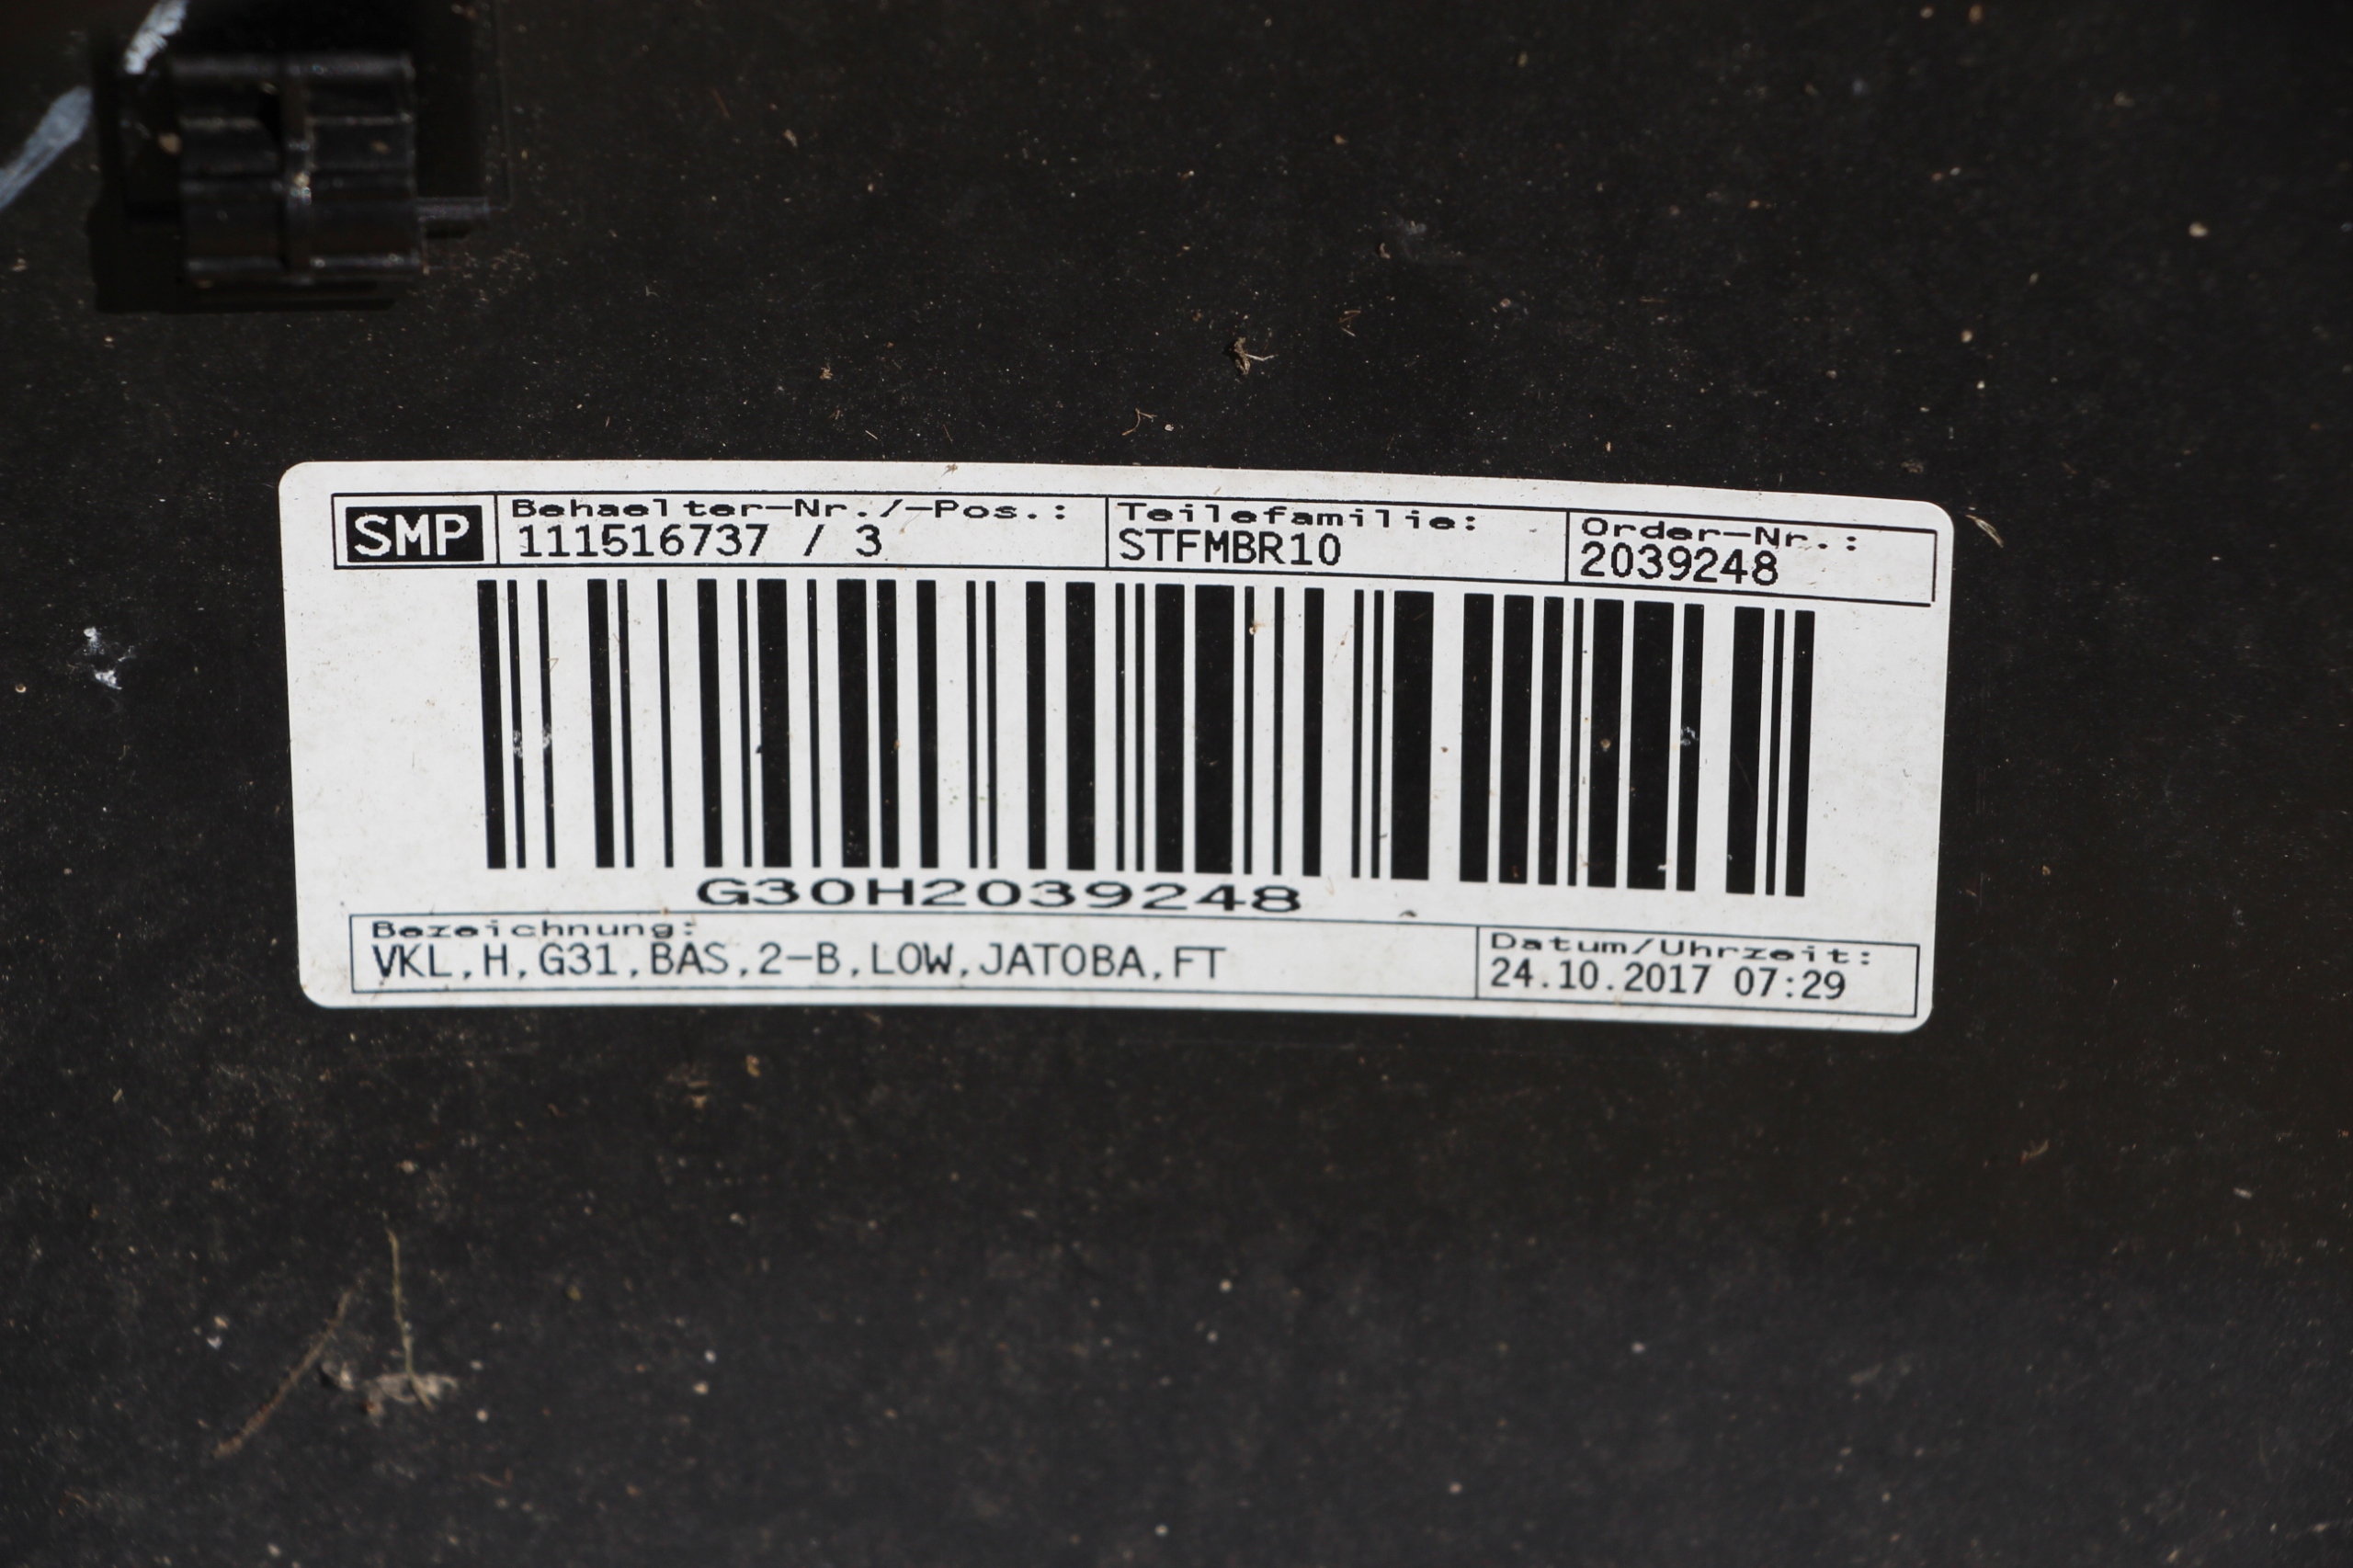 SMP
Behaelter-Nr./-Pos.:
111516737 / 3
Teilefamilie:
STFMBR10
Order-Nr.:
2039248
G30H2039248
Bezeichnung:
VKL,H,G31,BAS,2-B,LOW,JATOBA,FT
Datum/Uhrzeit:
24.10.2017 07:29